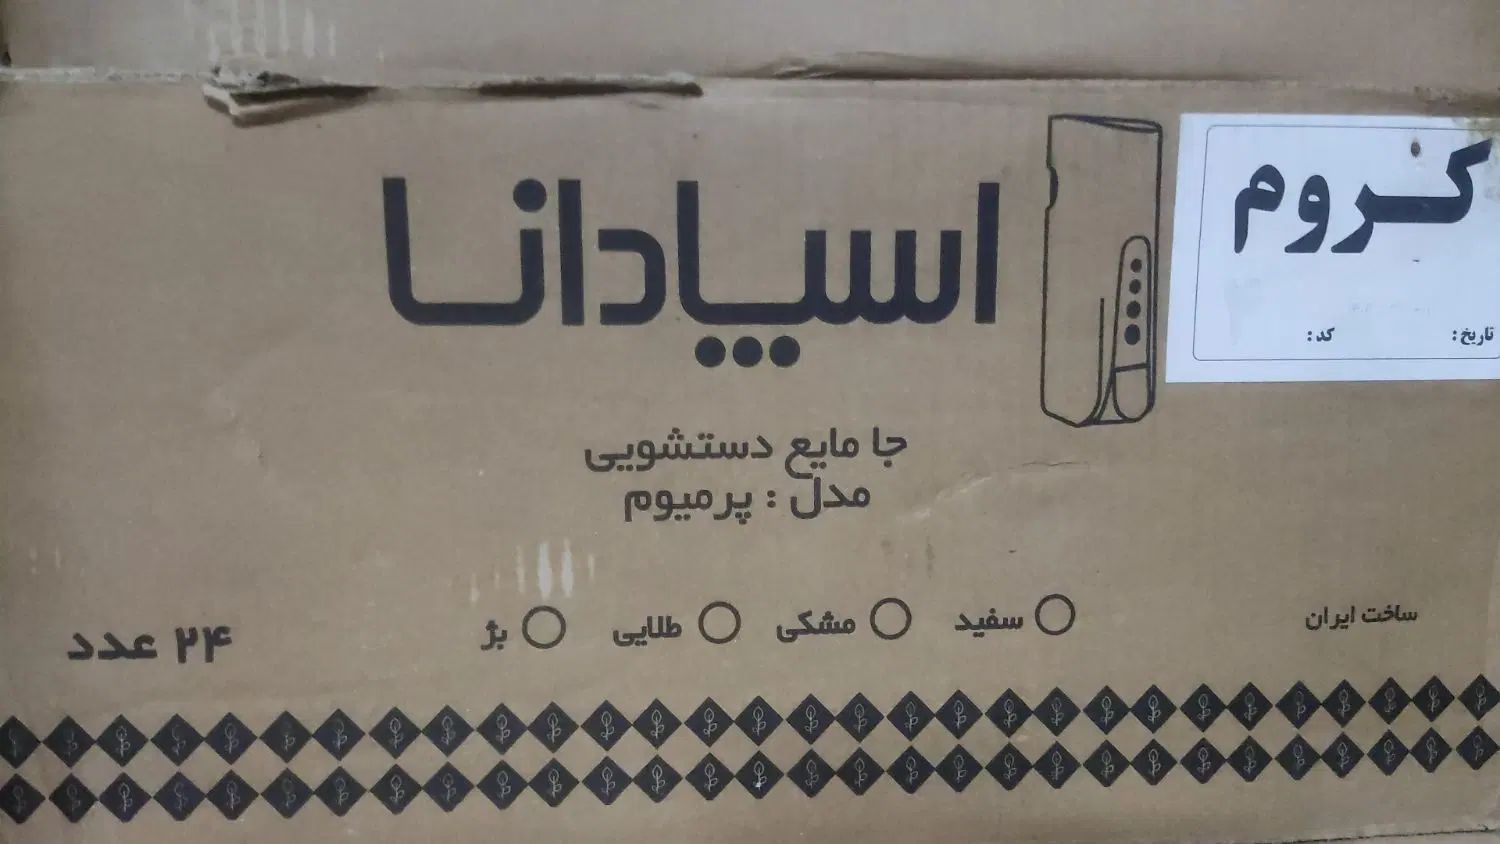 کروم
تاریخ: کد:
اسپادانا
جا مایع دستشویی
مدل : پرمیوم
سفید مشکی طلایی بژ
ساخت ایران
۲۴ عدد